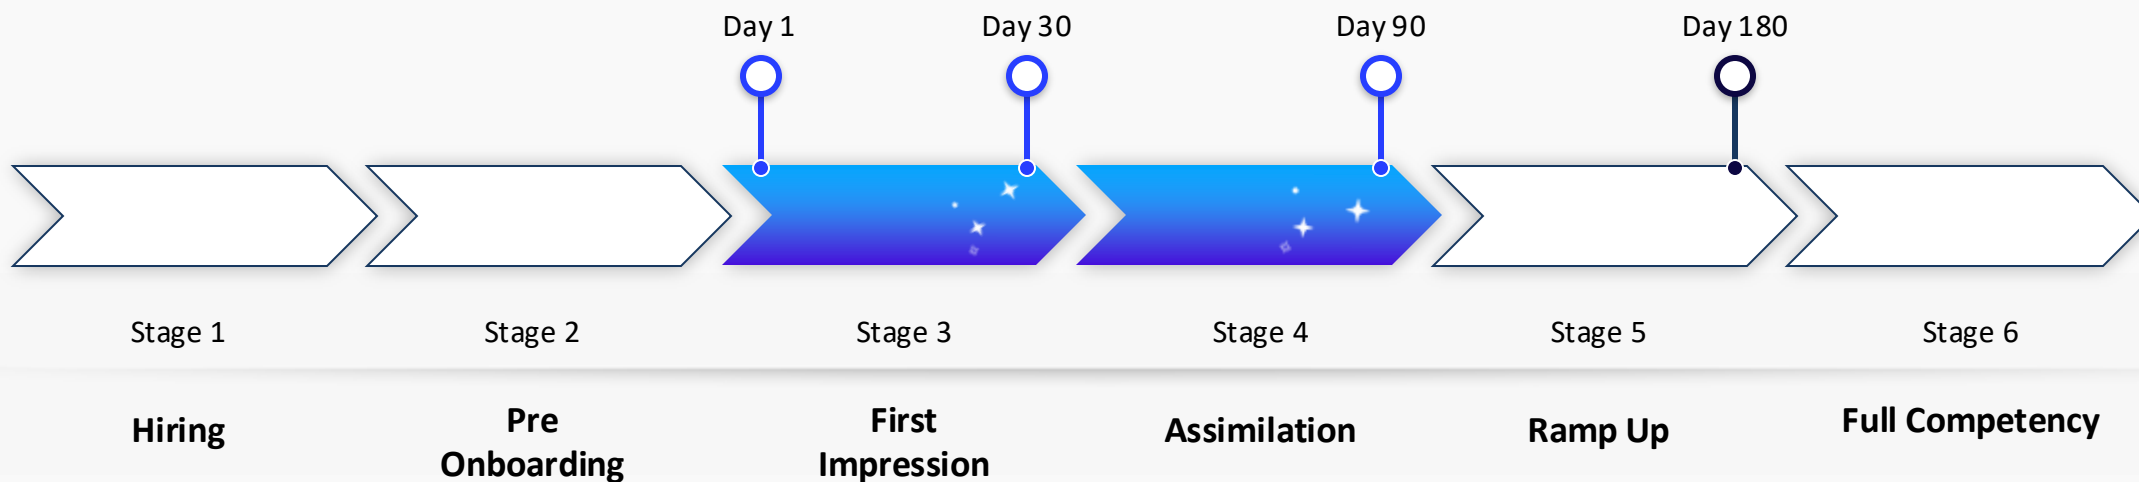 Day 1
Day 30
Day 90
Day 180
Stage 1
Stage 2
Stage 3
Stage 4
Stage 5
Stage 6
Hiring
Pre
Onboarding
First
Impression
Assimilation
Ramp Up
Full Competency